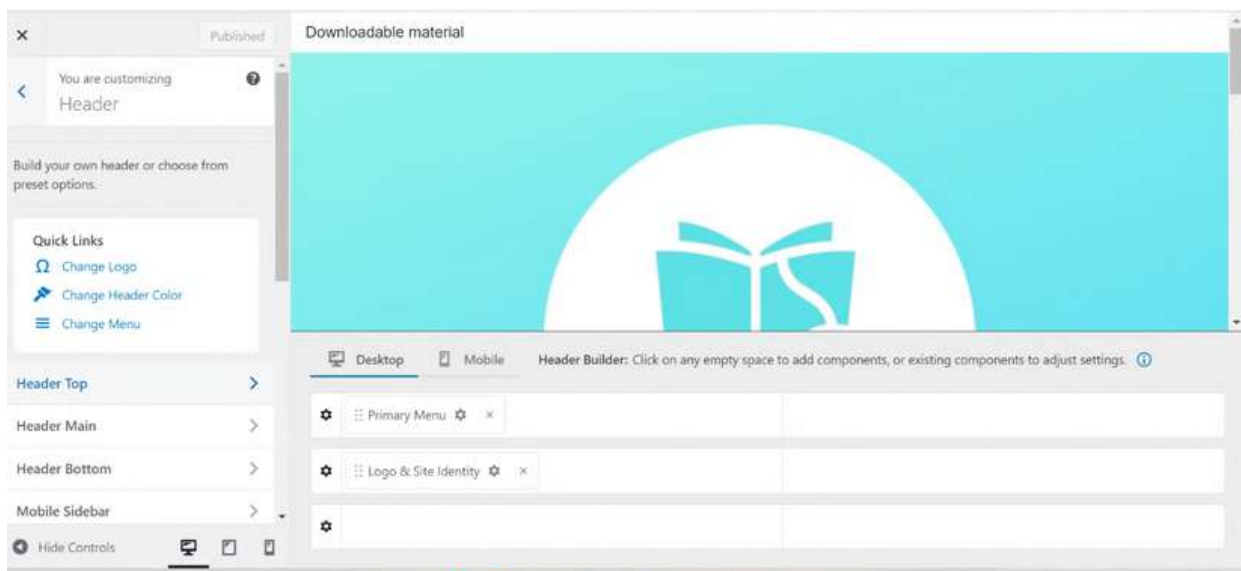 Published
You are customizing
Header
Build your own header or choose from
preset options.
Quick Links
Change Logo
Change Header Color
Change Menu
Header Top
Header Main
Header Bottom
Mobile Sidebar
Hide Controls
Downloadable material
Desktop
Mobile
Header Builder: Click on any empty space to add components, or existing components to adjust settings.
Primary Menu
Logo & Site Identity